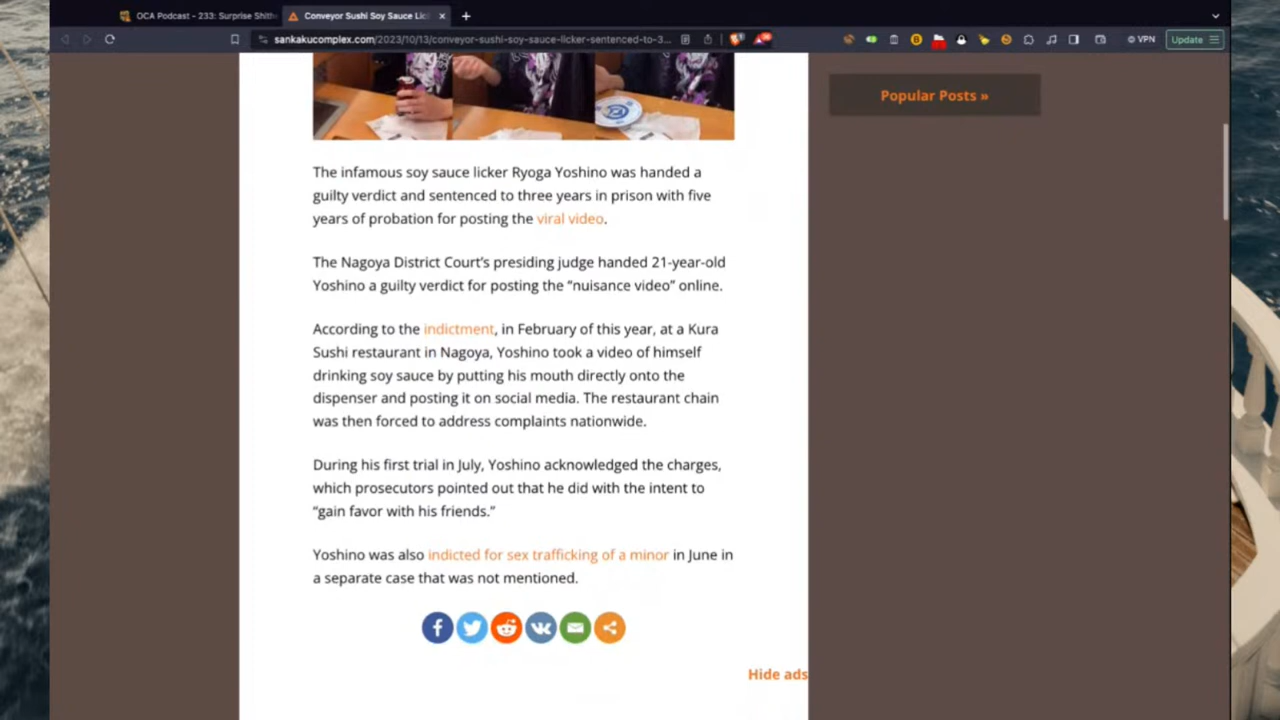 OCA Podcast - 233: Surprise Shith
Conveyor Sushi Soy Sauce Lic
sankakucomplex.com/2023/10/13/conveyor-sushi-soy-sauce-licker-sentenced-to-3...
VPN
Update
Popular Posts »
The infamous soy sauce licker Ryoga Yoshino was handed a
guilty verdict and sentenced to three years in prison with five
years of probation for posting the viral video.
The Nagoya District Court’s presiding judge handed 21-year-old
Yoshino a guilty verdict for posting the “nuisance video” online.
According to the indictment, in February of this year, at a Kura
Sushi restaurant in Nagoya, Yoshino took a video of himself
drinking soy sauce by putting his mouth directly onto the
dispenser and posting it on social media. The restaurant chain
was then forced to address complaints nationwide.
During his first trial in July, Yoshino acknowledged the charges,
which prosecutors pointed out that he did with the intent to
“gain favor with his friends.”
Yoshino was also indicted for sex trafficking of a minor in June in
a separate case that was not mentioned.
Hide ads